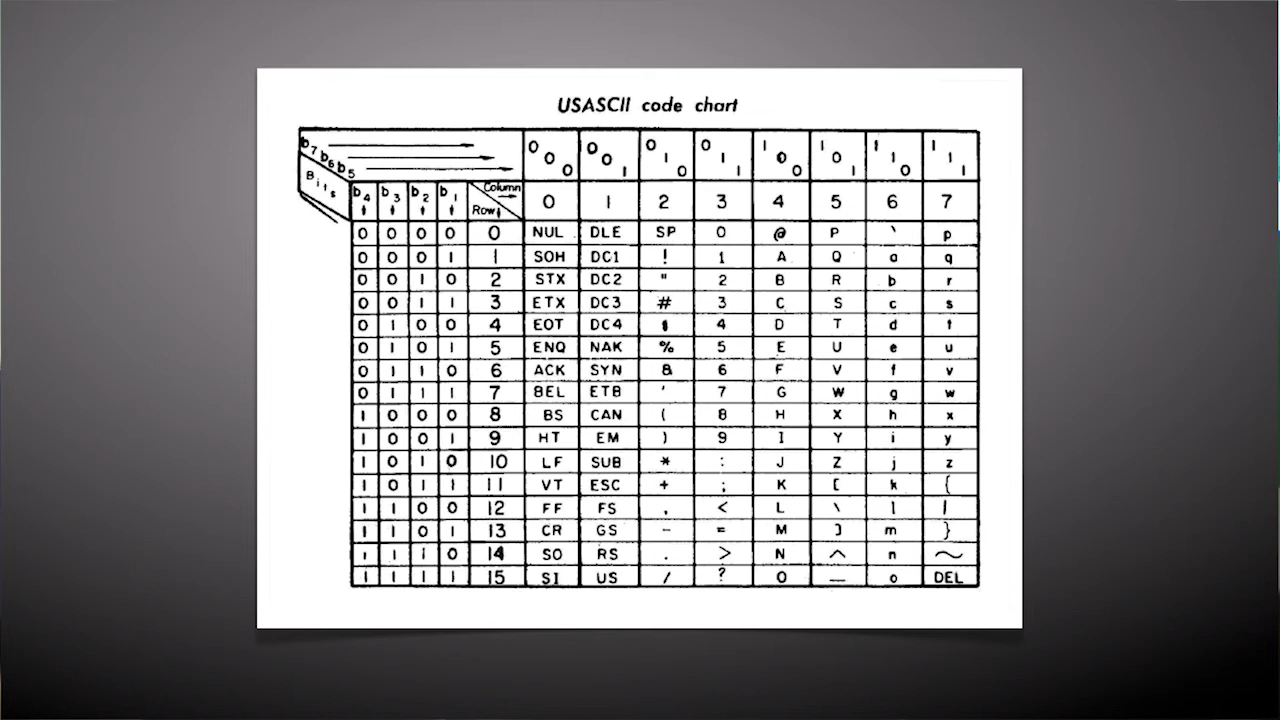 USASCII code chart
b7 b6 b5 0 0 0 0 0 1 0 1 0 0 1 1 1 0 0 1 0 1 1 1 0 1 1 1
Bits b4 b3 b2 b1 Column Row 0 1 2 3 4 5 6 7
0 0 0 0 0 NUL DLE SP 0 @ P ` p
0 0 0 1 1 SOH DC1 ! 1 A Q a q
0 0 1 0 2 STX DC2 " 2 B R b r
0 0 1 1 3 ETX DC3 # 3 C S c s
0 1 0 0 4 EOT DC4 $ 4 D T d t
0 1 0 1 5 ENQ NAK % 5 E U e u
0 1 1 0 6 ACK SYN & 6 F V f v
0 1 1 1 7 BEL ETB ' 7 G W g w
1 0 0 0 8 BS CAN ( 8 H X h x
1 0 0 1 9 HT EM ) 9 I Y i y
1 0 1 0 10 LF SUB * : J Z j z
1 0 1 1 11 VT ESC + ; K [ k {
1 1 0 0 12 FF FS , < L \ l |
1 1 0 1 13 CR GS - = M ] m }
1 1 1 0 14 SO RS . > N ^ n ~
1 1 1 1 15 SI US / ? O _ o DEL